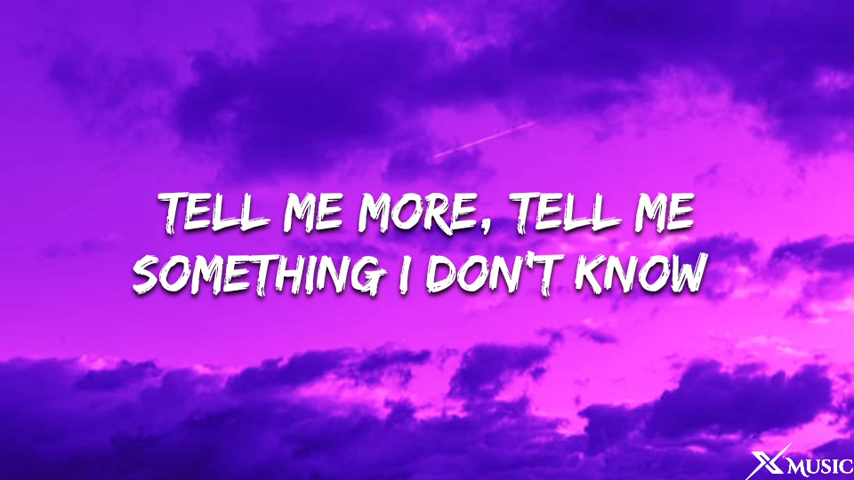 TELL ME MORE, TELL ME
SOMETHING I DON'T KNOW
X MUSIC